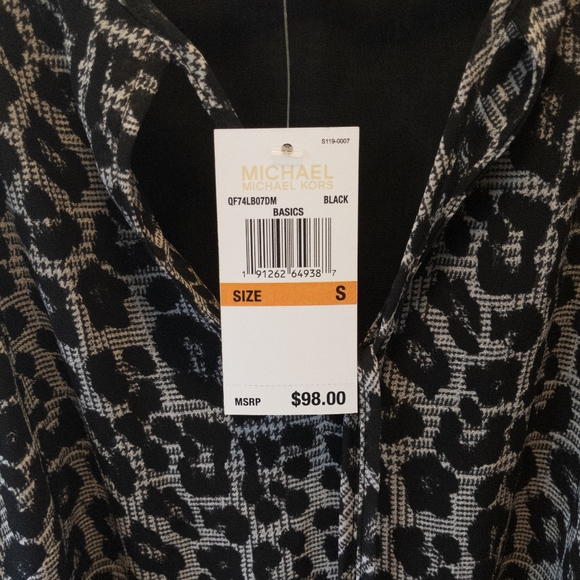 S119-0007
MICHAEL
MICHAEL KORS
QF74LB07DM BLACK
BASICS
1 91262 64938 7
SIZE S
MSRP $98.00